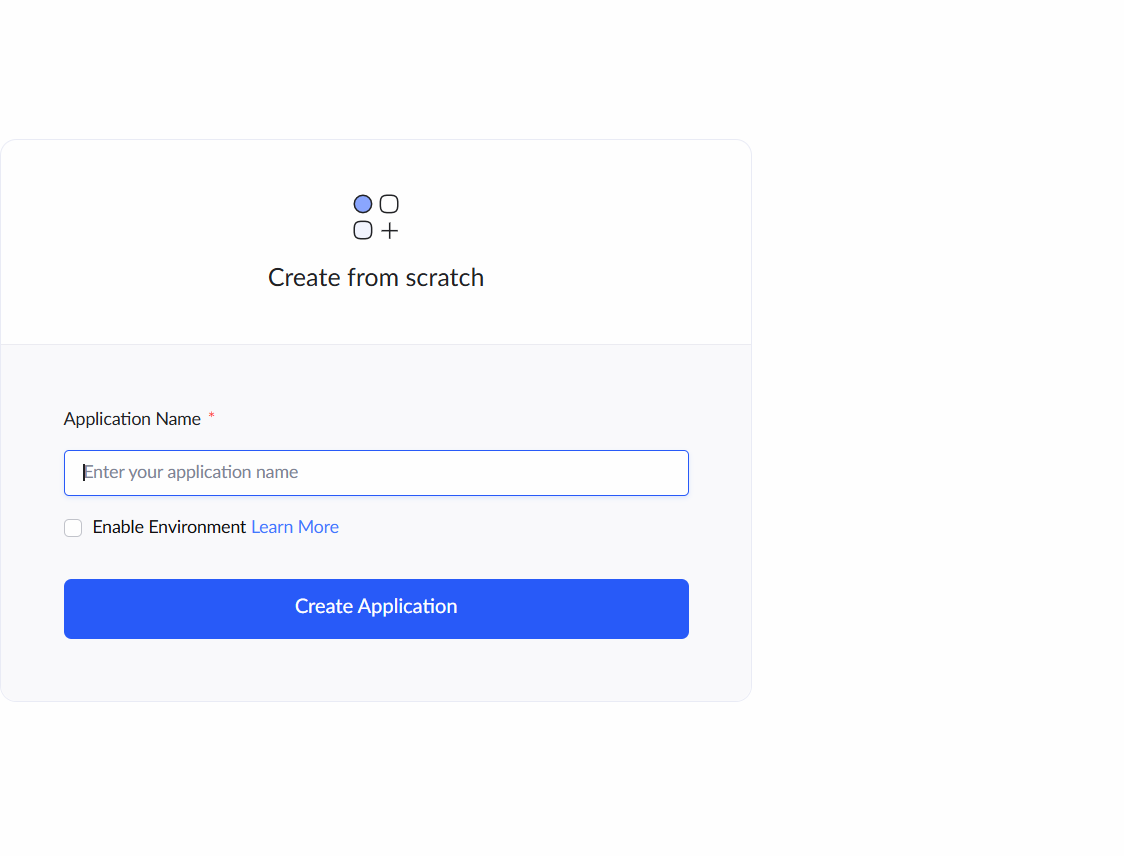 Create from scratch
Application Name *
Enter your application name
Enable Environment Learn More
Create Application